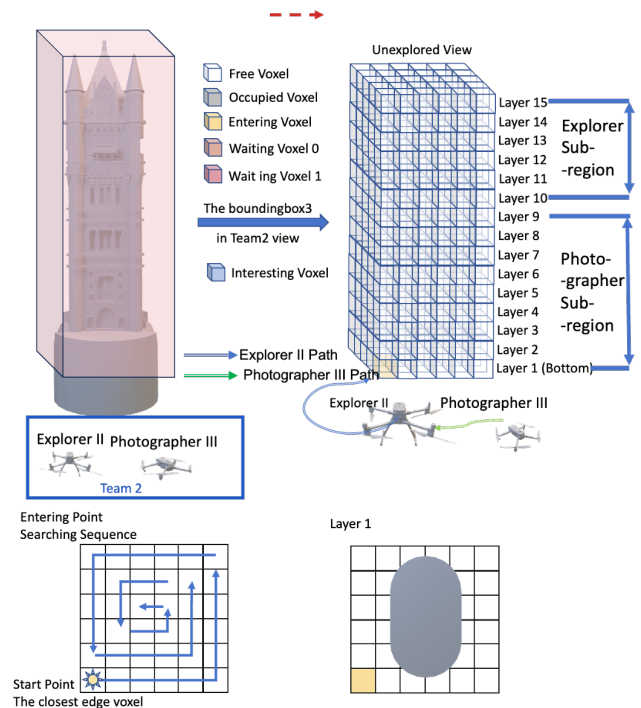 Unexplored View
Free Voxel
Occupied Voxel
Entering Voxel
Waiting Voxel 0
Wait ing Voxel 1
The boundingbox3
in Team2 view
Interesting Voxel
Layer 15
Layer 14
Layer 13
Layer 12
Layer 11
Layer 10
Layer 9
Layer 8
Layer 7
Layer 6
Layer 5
Layer 4
Layer 3
Layer 2
Layer 1 (Bottom)
Explorer
Sub-
-region
Photo-
-grapher
Sub-
-region
Explorer II Path
Photographer III Path
Explorer II
Photographer III
Explorer II Photographer III
Team 2
Entering Point
Searching Sequence
Start Point
The closest edge voxel
Layer 1